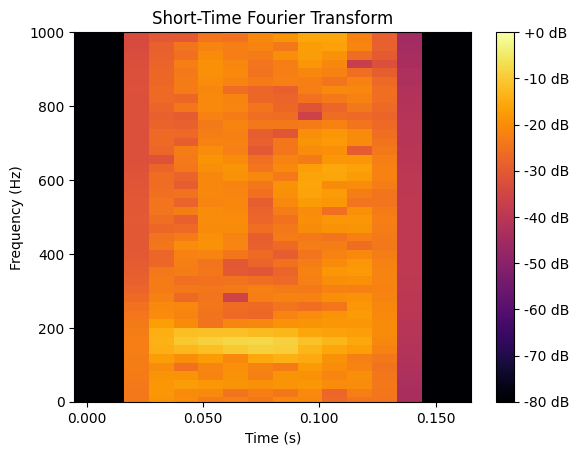 Short-Time Fourier Transform
1000
800
600
400
200
0
Frequency (Hz)
0.000
0.050
0.100
0.150
Time (s)
+0 dB
-10 dB
-20 dB
-30 dB
-40 dB
-50 dB
-60 dB
-70 dB
-80 dB